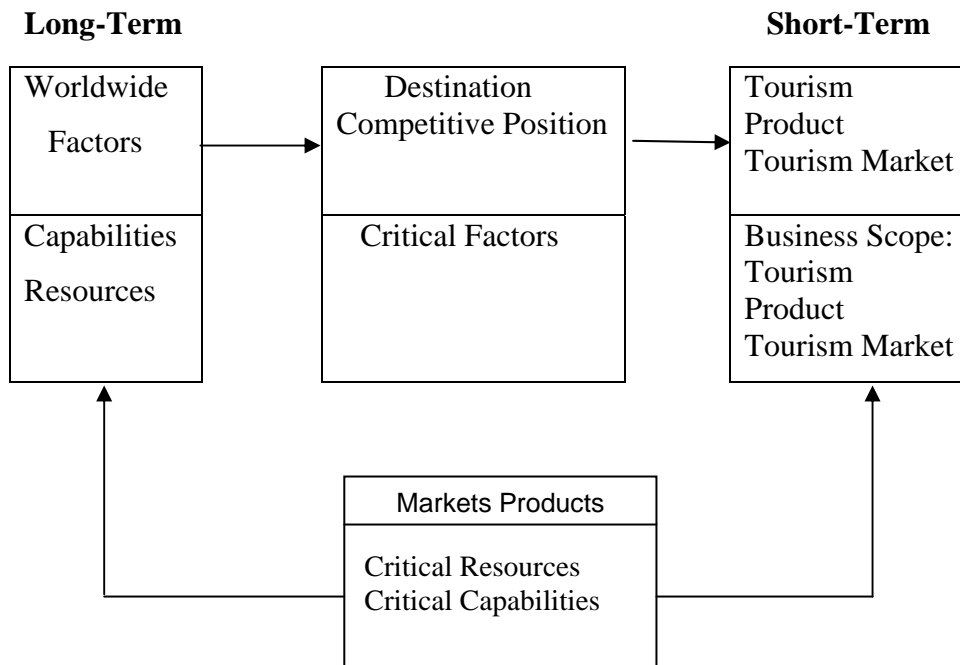 Long-Term
Short-Term
Worldwide
Factors
Capabilities
Resources
Destination
Competitive Position
Critical Factors
Tourism
Product
Tourism Market
Business Scope:
Tourism
Product
Tourism Market
Markets Products
Critical Resources
Critical Capabilities